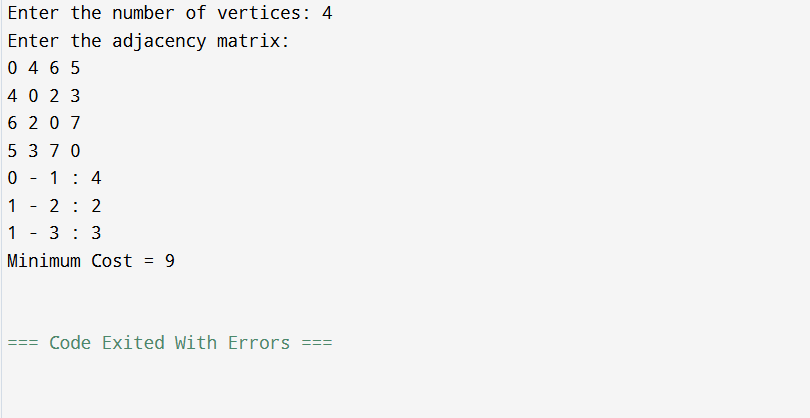 Enter the number of vertices: 4
Enter the adjacency matrix:
0 4 6 5
4 0 2 3
6 2 0 7
5 3 7 0
0 - 1 : 4
1 - 2 : 2
1 - 3 : 3
Minimum Cost = 9
=== Code Exited With Errors ===